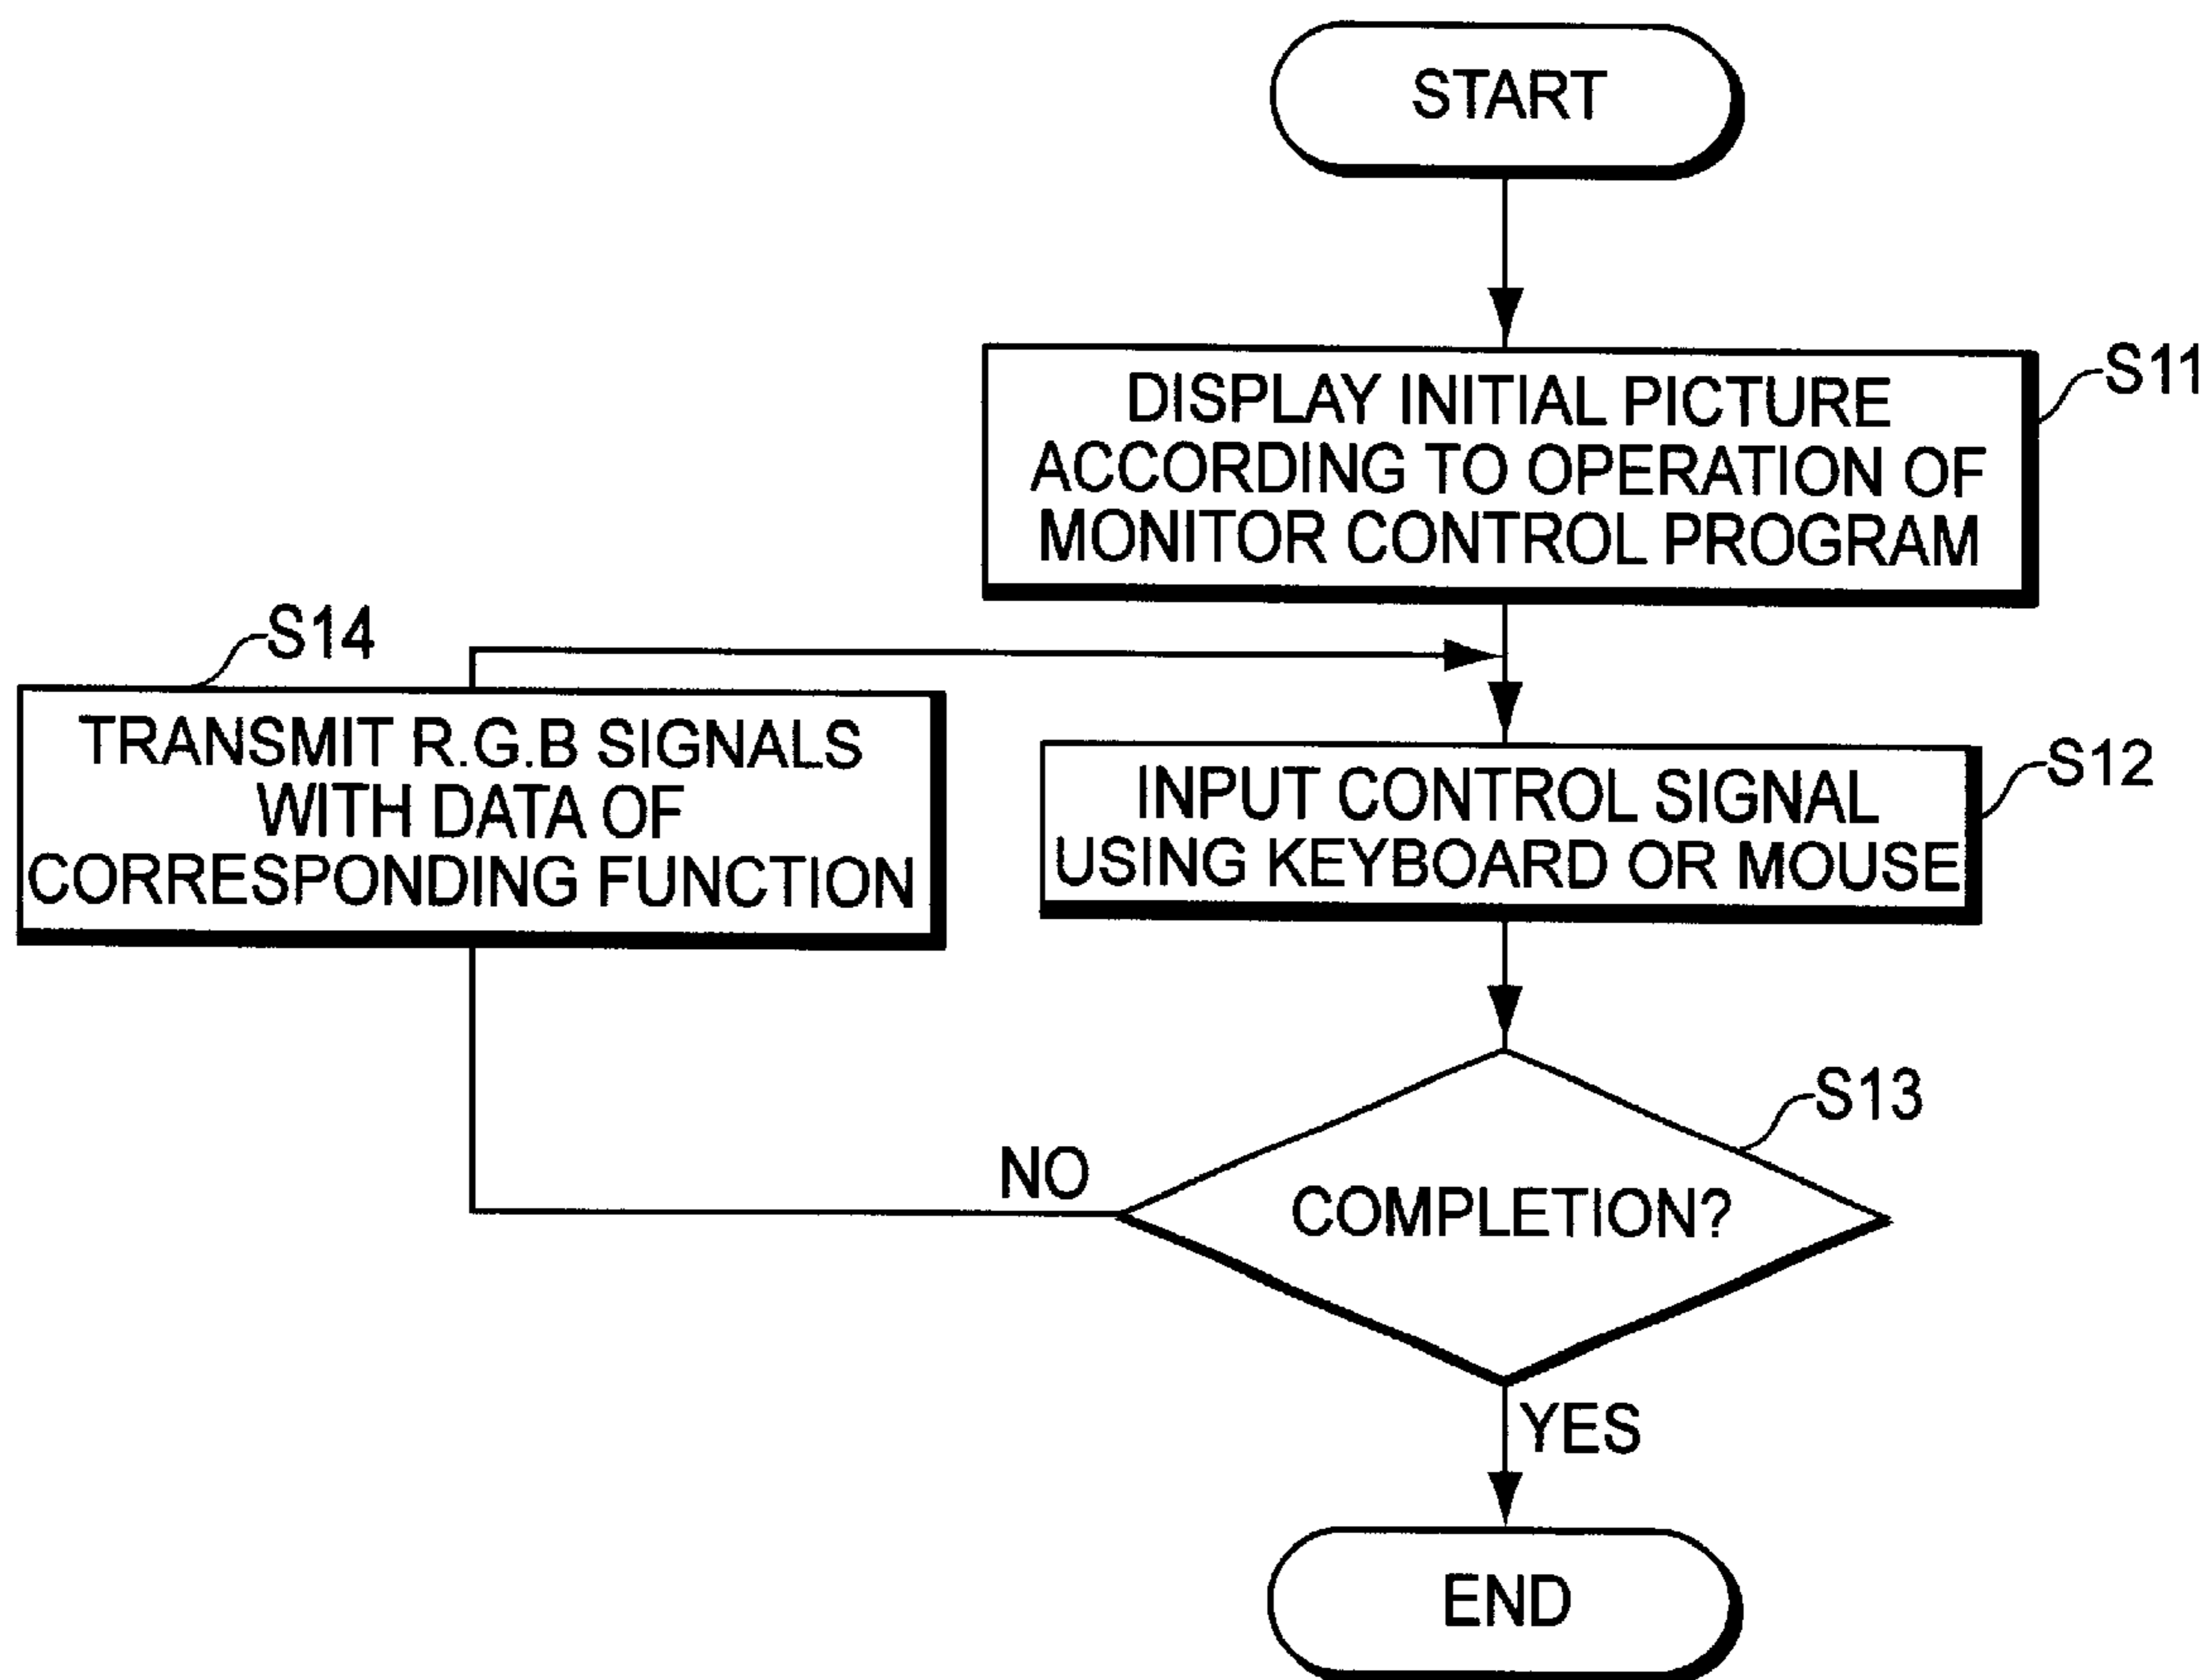 START
DISPLAY INITIAL PICTURE
ACCORDING TO OPERATION OF
MONITOR CONTROL PROGRAM
S11
S14
TRANSMIT R.G.B SIGNALS
WITH DATA OF
CORRESPONDING FUNCTION
INPUT CONTROL SIGNAL
USING KEYBOARD OR MOUSE
S12
S13
NO
COMPLETION?
YES
END